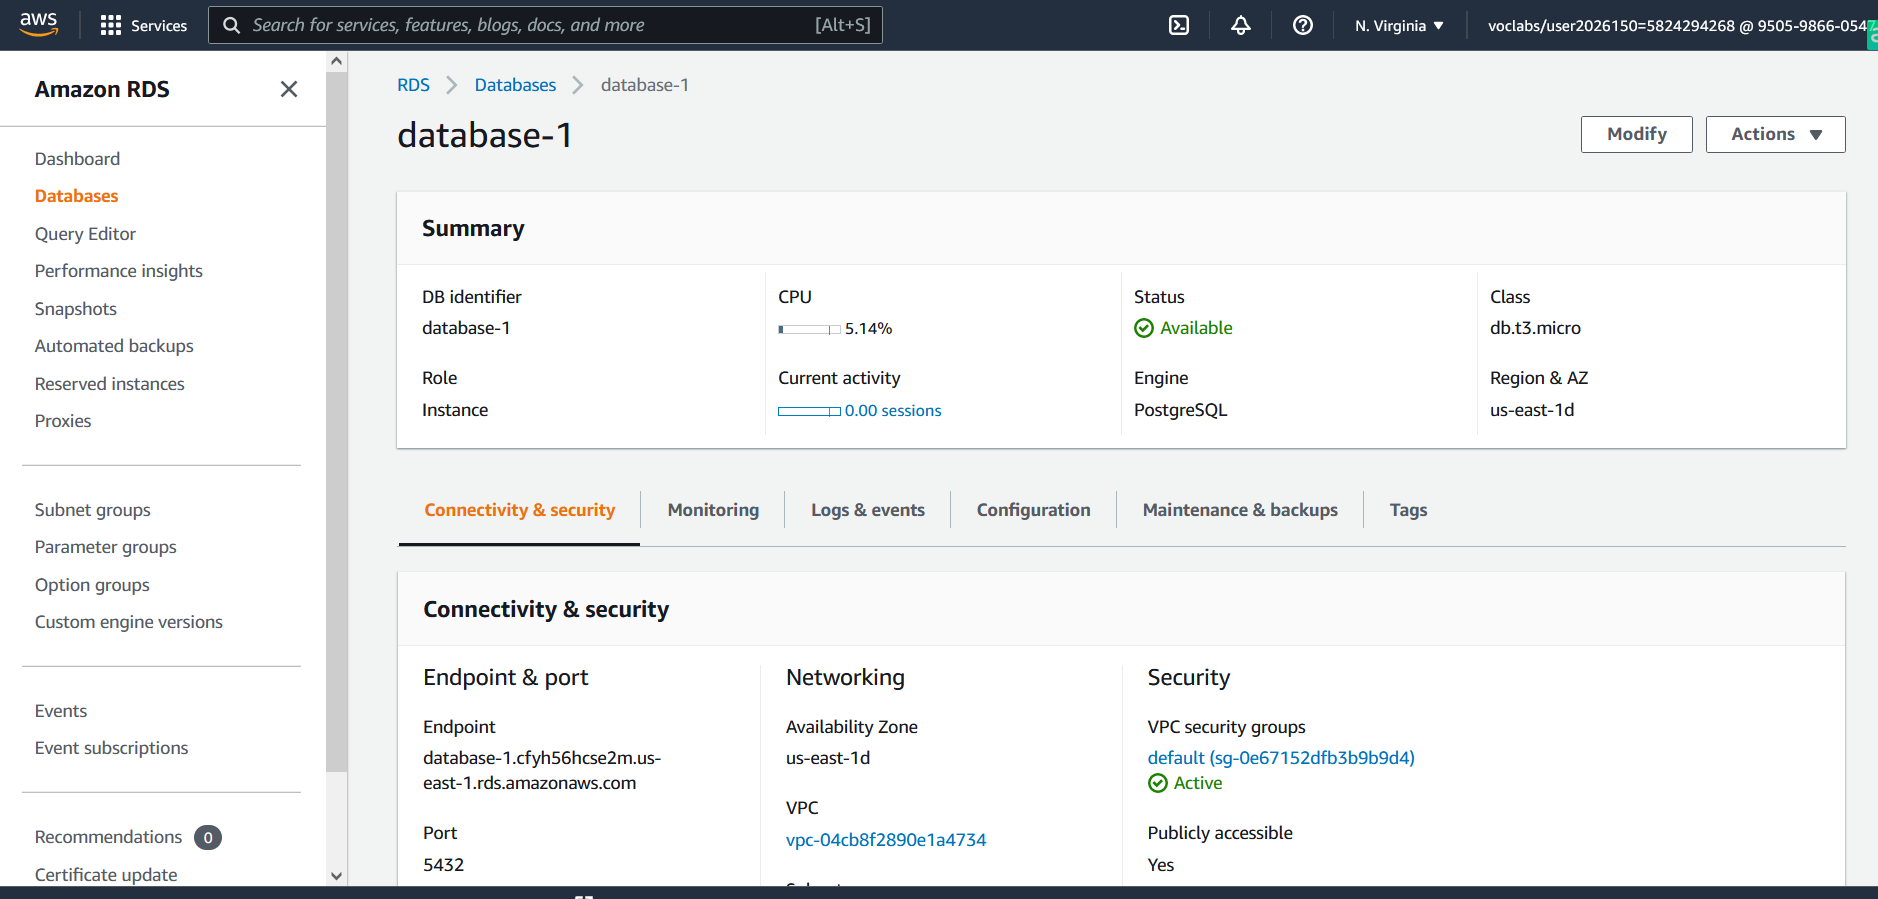 aws
Services
Search for services, features, blogs, docs, and more
[Alt+S]
N. Virginia
voclabs/user2026150=5824294268 @ 9505-9866-054
Amazon RDS
Dashboard
Databases
Query Editor
Performance insights
Snapshots
Automated backups
Reserved instances
Proxies
Subnet groups
Parameter groups
Option groups
Custom engine versions
Events
Event subscriptions
Recommendations 0
Certificate update
RDS > Databases > database-1
database-1
Modify
Actions
Summary
DB identifier
database-1
Role
Instance
CPU
5.14%
Current activity
0.00 sessions
Status
Available
Engine
PostgreSQL
Class
db.t3.micro
Region & AZ
us-east-1d
Connectivity & security
Monitoring
Logs & events
Configuration
Maintenance & backups
Tags
Connectivity & security
Endpoint & port
Endpoint
database-1.cfyh56hcse2m.us-
east-1.rds.amazonaws.com
Port
5432
Networking
Availability Zone
us-east-1d
VPC
vpc-04cb8f2890e1a4734
Security
VPC security groups
default (sg-0e67152dfb3b9b9d4)
Active
Publicly accessible
Yes